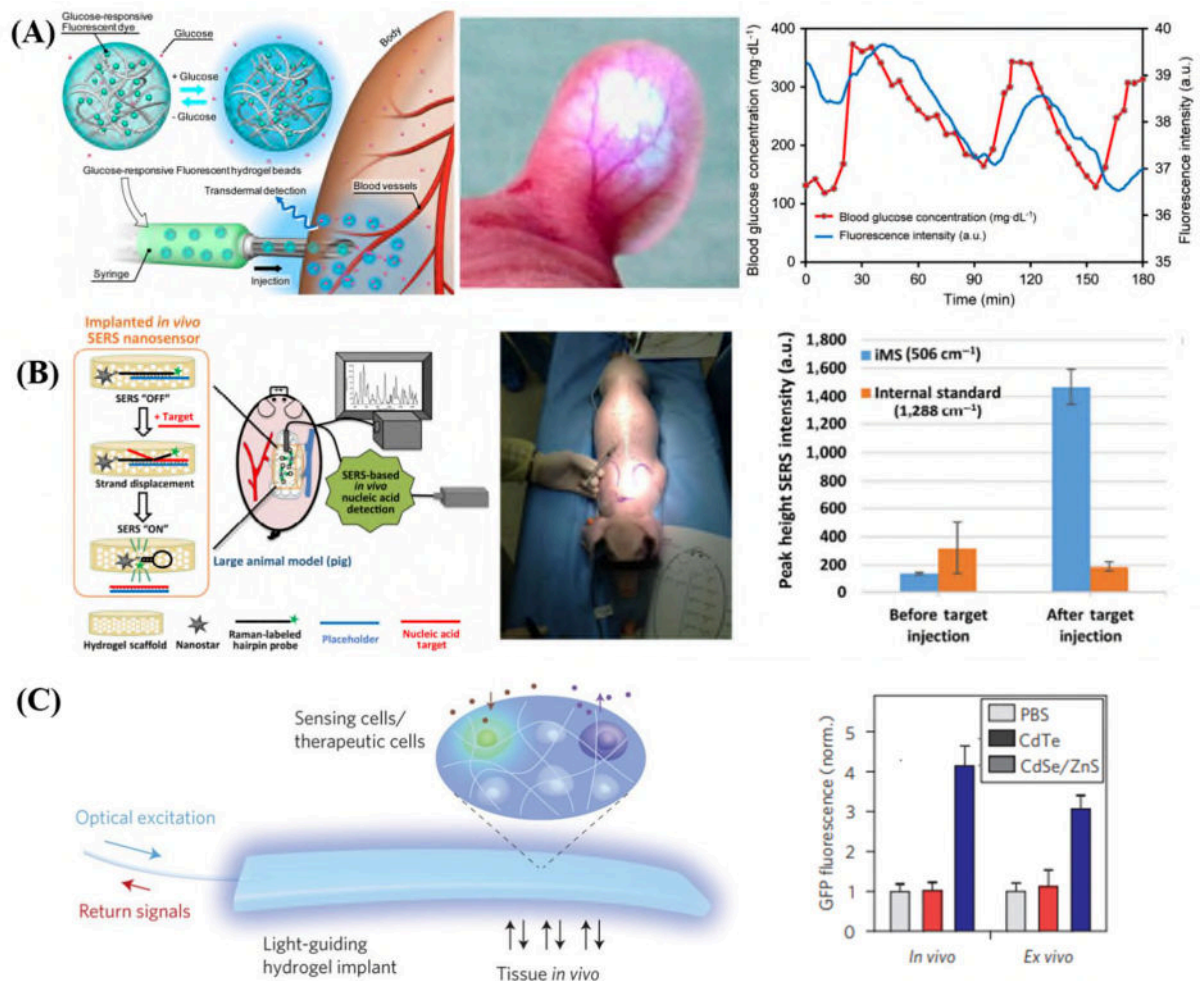 (A)
Glucose-responsive
Fluorescent dye
Glucose
+ Glucose
- Glucose
Body
Glucose-responsive Fluorescent hydrogel beads
Transdermal detection
Blood vessels
Syringe
Injection
Blood glucose concentration (mg·dL⁻¹)
400
300
200
100
0
Blood glucose concentration (mg·dL⁻¹)
Fluorescence intensity (a.u.)
0 30 60 90 120 150 180
Time (min)
40
39
38
37
36
35
Fluorescence intensity (a.u.)
(B)
Implanted in vivo
SERS nanosensor
SERS "OFF"
+ Target
Strand displacement
SERS "ON"
SERS-based
in vivo
nucleic acid
detection
Large animal model (pig)
Hydrogel scaffold
Nanostar
Raman-labeled
hairpin probe
Placeholder
Nucleic acid
target
Peak height SERS intensity (a.u.)
1,800
1,600
1,400
1,200
1,000
800
600
400
200
0
iMS (506 cm⁻¹)
Internal standard
(1,288 cm⁻¹)
Before target
injection
After target
injection
(C)
Sensing cells/
therapeutic cells
Optical excitation
Return signals
Light-guiding
hydrogel implant
Tissue in vivo
GFP fluorescence (norm.)
5
4
3
2
1
0
PBS
CdTe
CdSe/ZnS
In vivo
Ex vivo